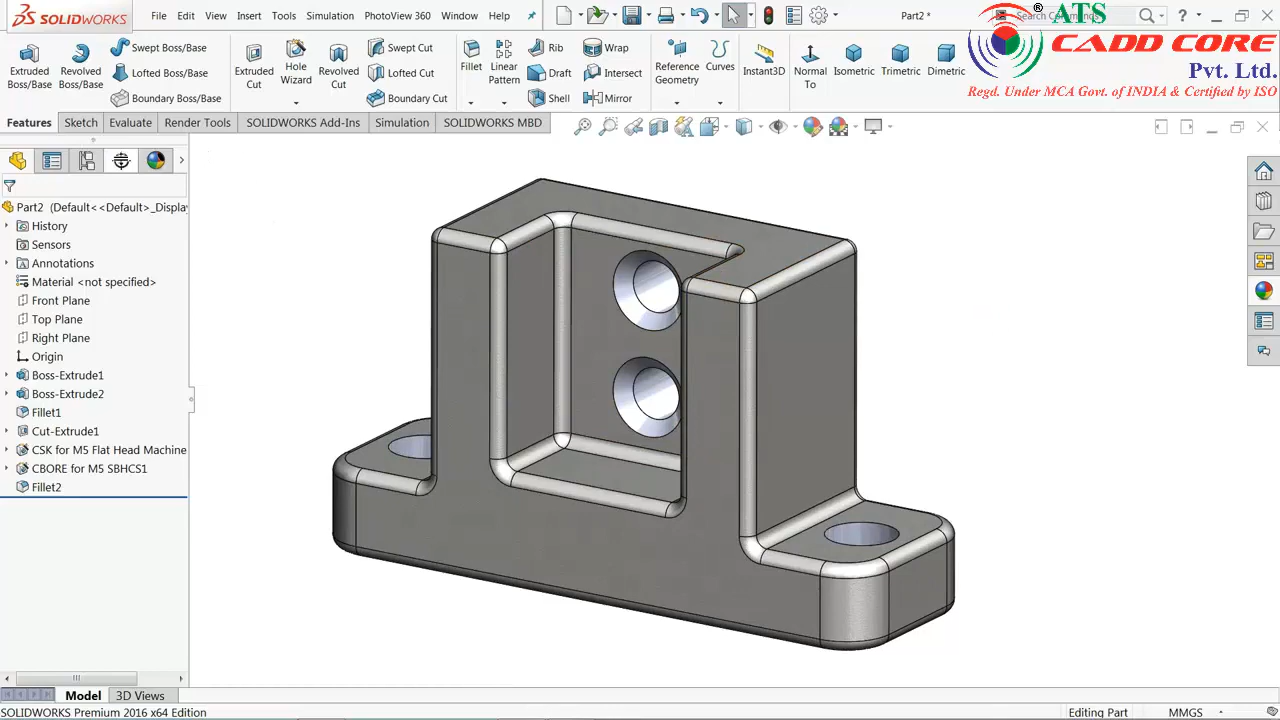 SOLIDWORKS
File Edit View Insert Tools Simulation PhotoView 360 Window Help
Part2 *
Search Commands
ATS
CADD CORE
Pvt. Ltd.
Regd. Under MCA Govt. of INDIA & Certified by ISO
Extruded Boss/Base
Revolved Boss/Base
Swept Boss/Base
Lofted Boss/Base
Boundary Boss/Base
Extruded Cut
Hole Wizard
Revolved Cut
Swept Cut
Lofted Cut
Boundary Cut
Fillet
Linear Pattern
Rib
Draft
Shell
Wrap
Intersect
Mirror
Reference Geometry
Curves
Instant3D
Normal To
Isometric
Trimetric
Dimetric
Features Sketch Evaluate Render Tools SOLIDWORKS Add-Ins Simulation SOLIDWORKS MBD
Part2 (Default<<Default>_Displa
History
Sensors
Annotations
Material <not specified>
Front Plane
Top Plane
Right Plane
Origin
Boss-Extrude1
Boss-Extrude2
Fillet1
Cut-Extrude1
CSK for M5 Flat Head Machine
CBORE for M5 SBHCS1
Fillet2
Model 3D Views
SOLIDWORKS Premium 2016 x64 Edition
Editing Part
MMGS